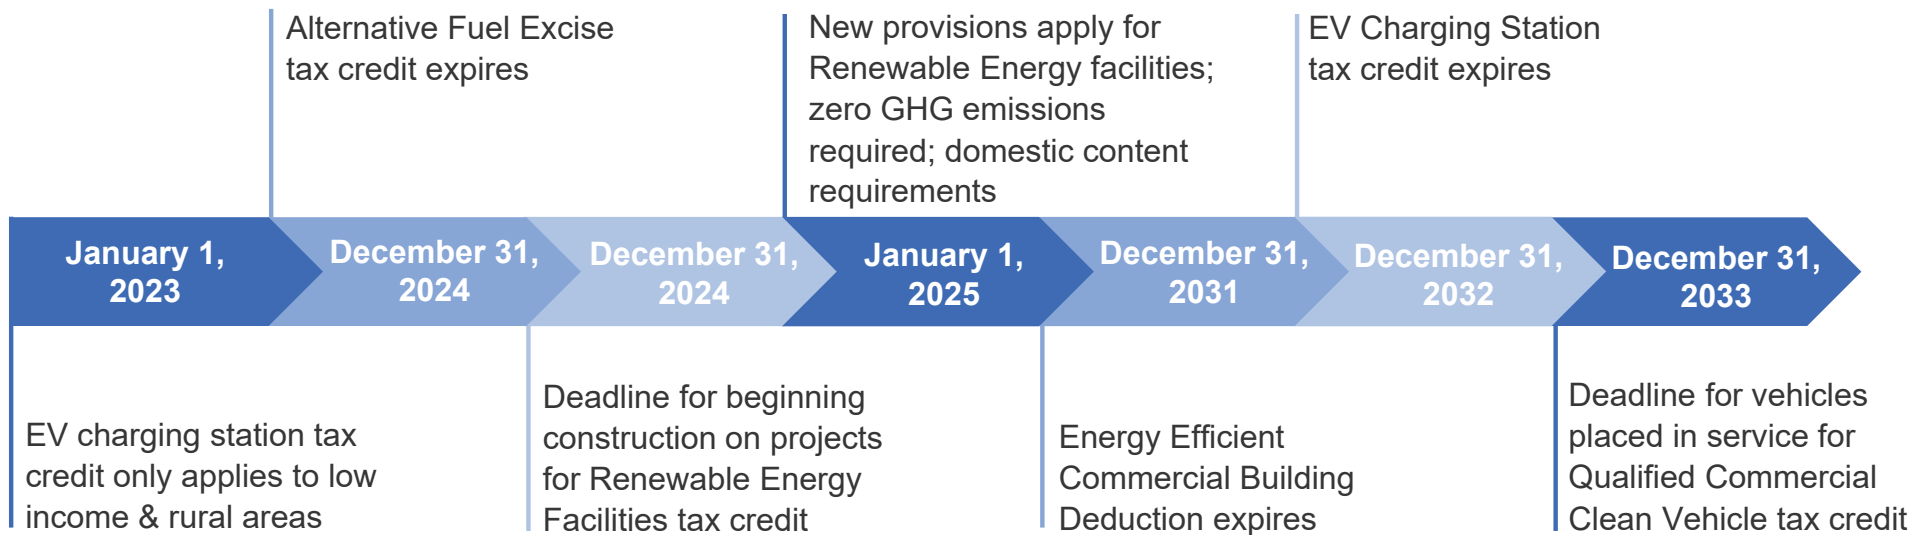 Alternative Fuel Excise
tax credit expires
New provisions apply for
Renewable Energy facilities;
zero GHG emissions
required; domestic content
requirements
EV Charging Station
tax credit expires
January 1,
2023
December 31,
2024
December 31,
2024
January 1,
2025
December 31,
2031
December 31,
2032
December 31,
2033
EV charging station tax
credit only applies to low
income & rural areas
Deadline for beginning
construction on projects
for Renewable Energy
Facilities tax credit
Energy Efficient
Commercial Building
Deduction expires
Deadline for vehicles
placed in service for
Qualified Commercial
Clean Vehicle tax credit